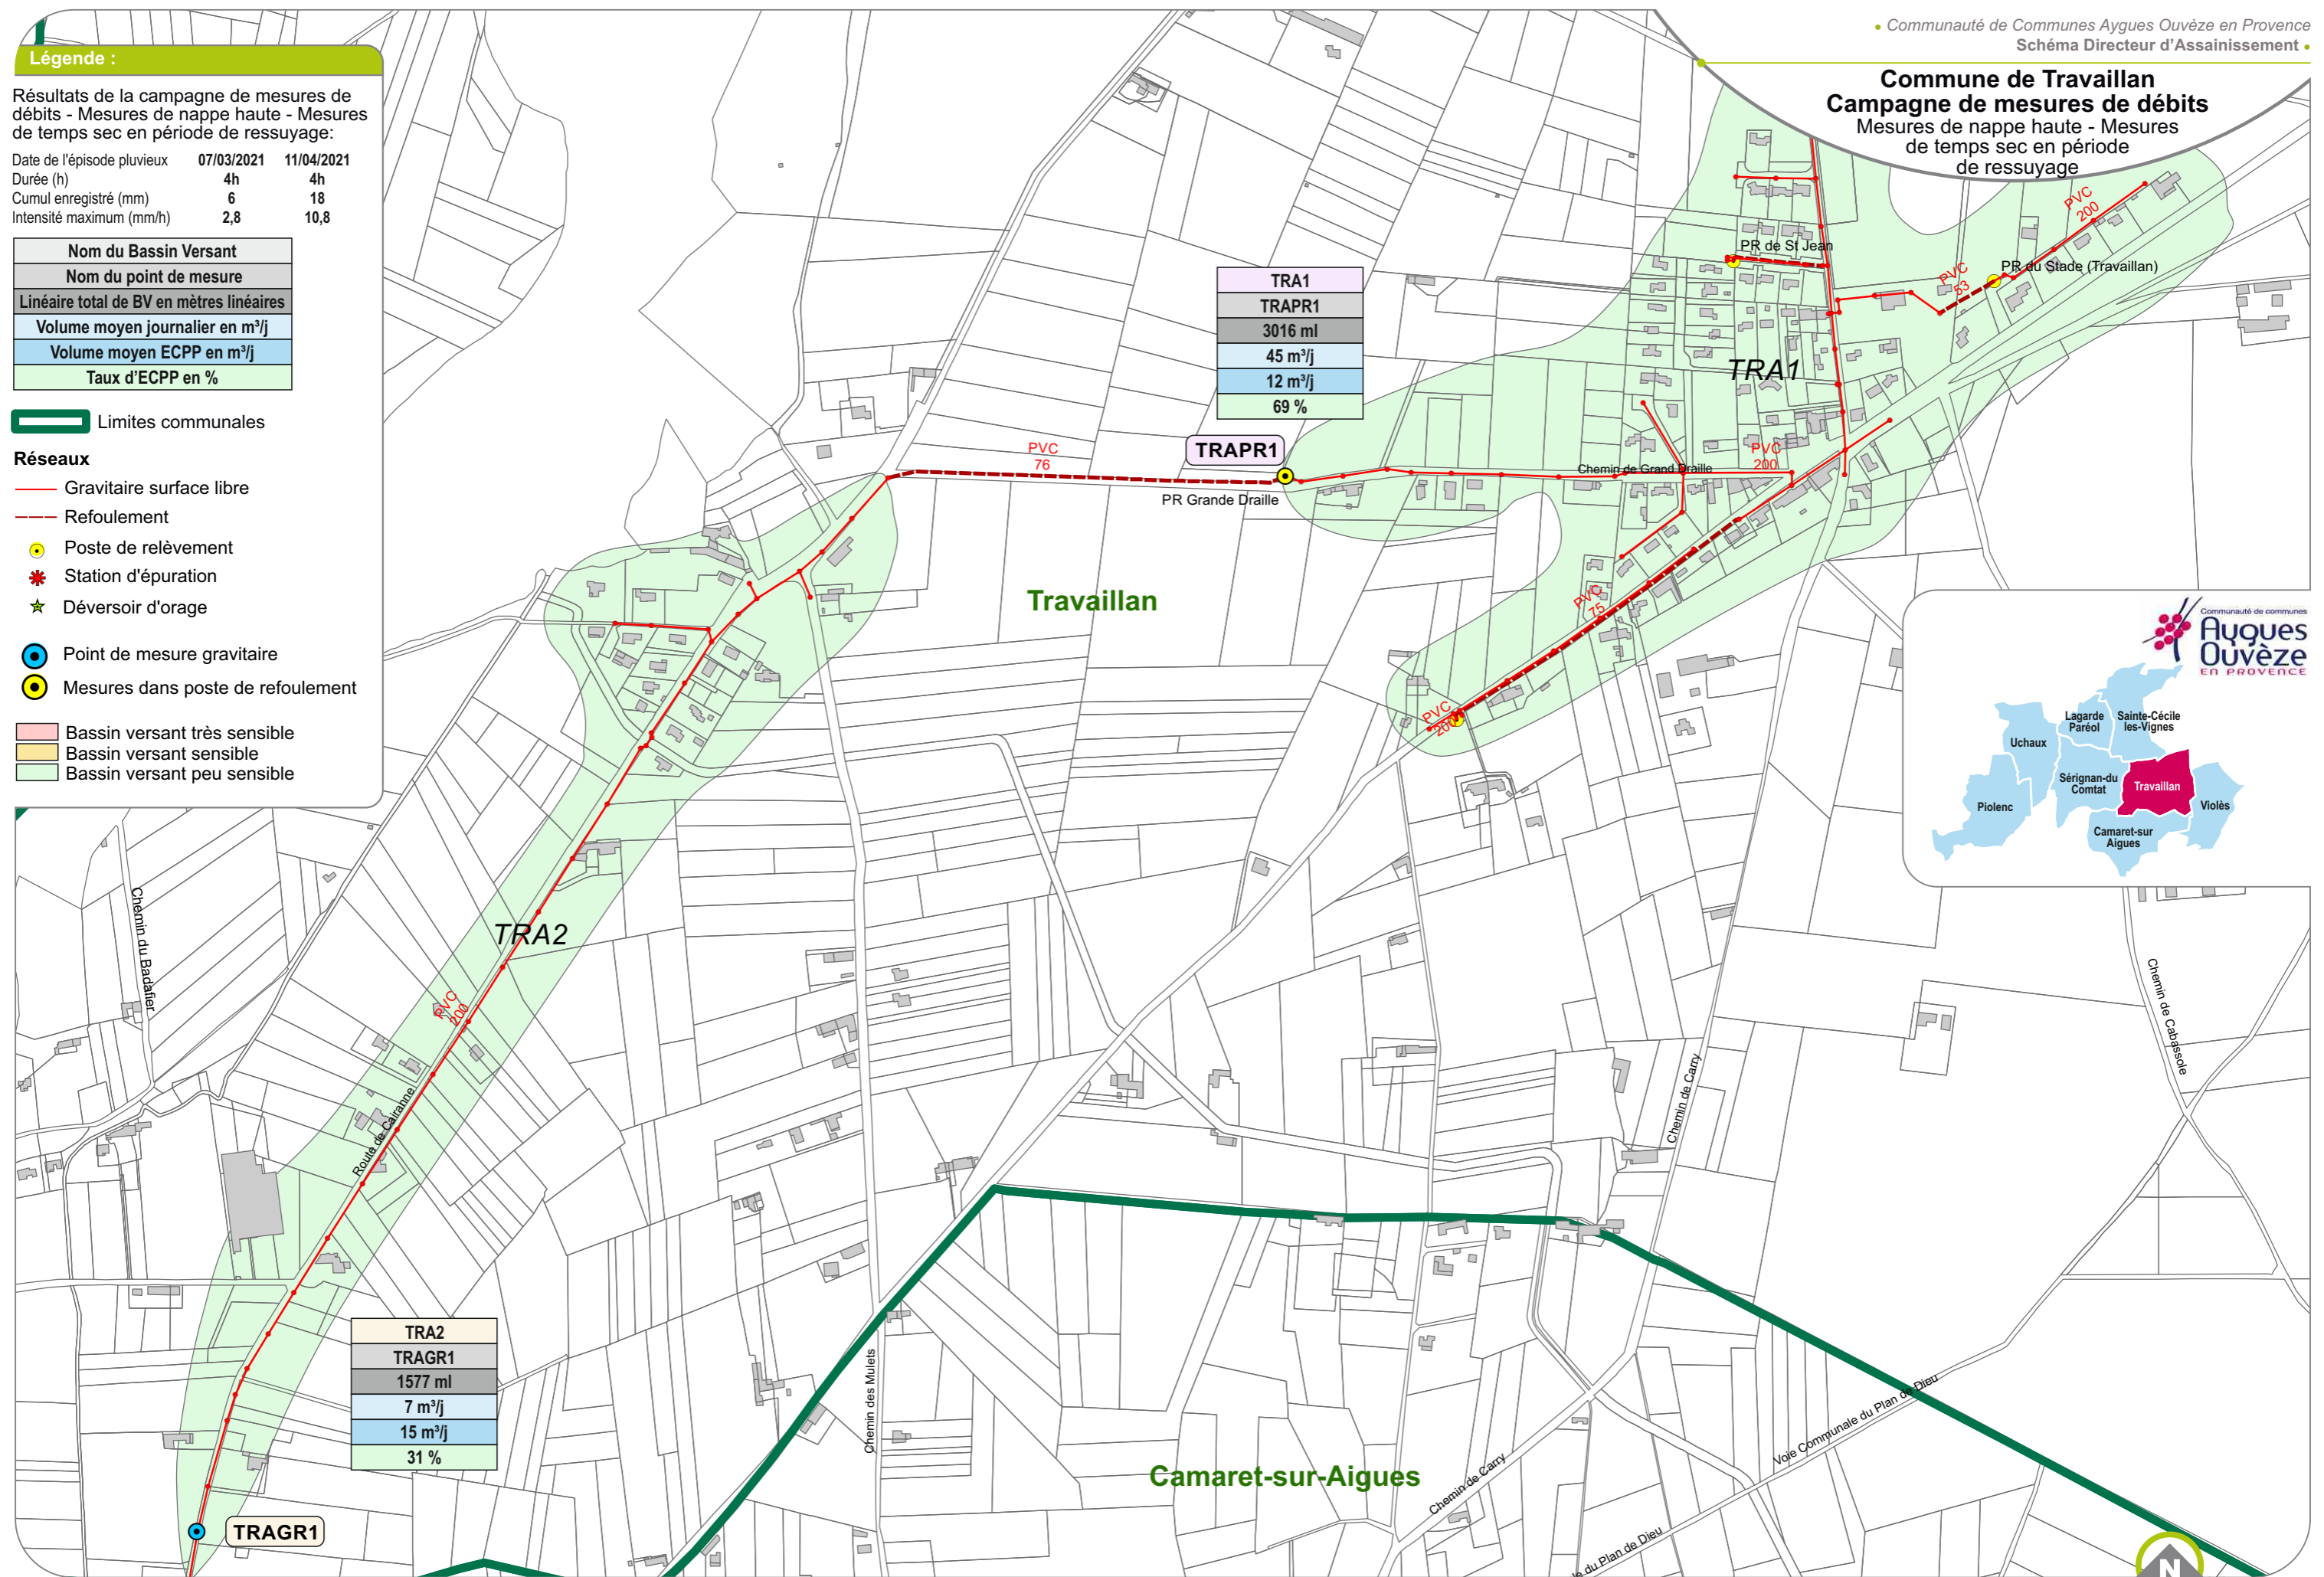 • Communauté de Communes Aygues Ouvèze en Provence
Schéma Directeur d'Assainissement •
Commune de Travaillan
Campagne de mesures de débits
Mesures de nappe haute - Mesures
de temps sec en période
de ressuyage
Légende :
Résultats de la campagne de mesures de
débits - Mesures de nappe haute - Mesures
de temps sec en période de ressuyage:
Date de l'épisode pluvieux 07/03/2021 11/04/2021
Durée (h) 4h 4h
Cumul enregistré (mm) 6 18
Intensité maximum (mm/h) 2,8 10,8
Nom du Bassin Versant
Nom du point de mesure
Linéaire total de BV en mètres linéaires
Volume moyen journalier en m³/j
Volume moyen ECPP en m³/j
Taux d'ECPP en %
Limites communales
Réseaux
Gravitaire surface libre
Refoulement
Poste de relèvement
Station d'épuration
Déversoir d'orage
Point de mesure gravitaire
Mesures dans poste de refoulement
Bassin versant très sensible
Bassin versant sensible
Bassin versant peu sensible
TRA1
TRAPR1
3016 ml
45 m³/j
12 m³/j
69 %
TRAPR1
PR Grande Draille
PVC
76
PR de St Jean
PR du Stade (Travaillan)
PVC
200
PVC
53
TRA1
PVC
200
Chemin de Grand Draille
PVC
75
PVC
200
Travaillan
TRA2
PVC
200
Route de Cairanne
Chemin du Badafier
TRA2
TRAGR1
1577 ml
7 m³/j
15 m³/j
31 %
TRAGR1
Chemin des Mulets
Camaret-sur-Aigues
Chemin de Carry
Chemin de Carry
Voie Communale du Plan de Dieu
le du Plan de Dieu
Chemin de Cabassole
Communauté de communes
Aygues
Ouvèze
EN PROVENCE
Lagarde
Paréol
Sainte-Cécile
les-Vignes
Uchaux
Sérignan-du
Comtat
Travaillan
Piolenc
Violès
Camaret-sur
Aigues
N